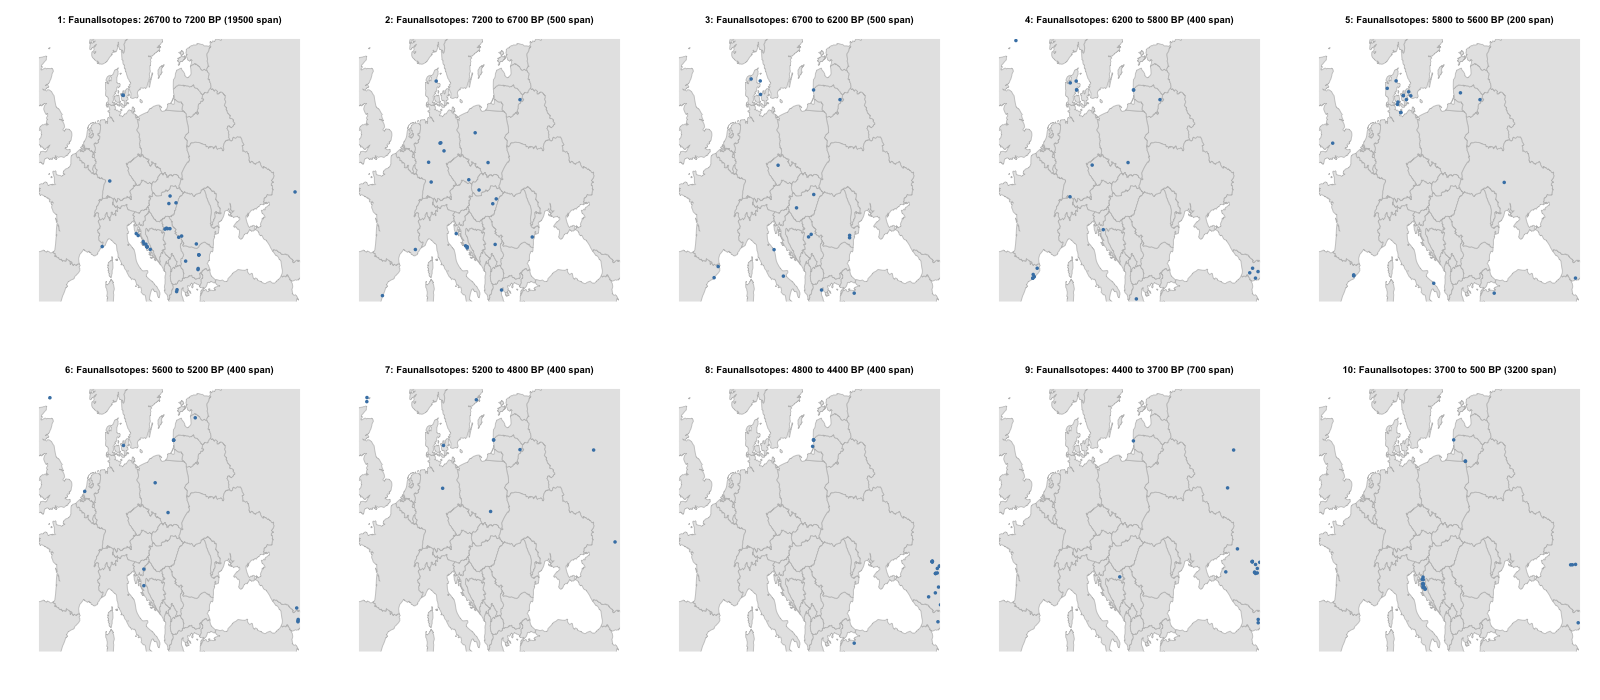 1: FaunalIsotopes: 26700 to 7200 BP (19500 span)
2: FaunalIsotopes: 7200 to 6700 BP (500 span)
3: FaunalIsotopes: 6700 to 6200 BP (500 span)
4: FaunalIsotopes: 6200 to 5800 BP (400 span)
5: FaunalIsotopes: 5800 to 5600 BP (200 span)
6: FaunalIsotopes: 5600 to 5200 BP (400 span)
7: FaunalIsotopes: 5200 to 4800 BP (400 span)
8: FaunalIsotopes: 4800 to 4400 BP (400 span)
9: FaunalIsotopes: 4400 to 3700 BP (700 span)
10: FaunalIsotopes: 3700 to 500 BP (3200 span)